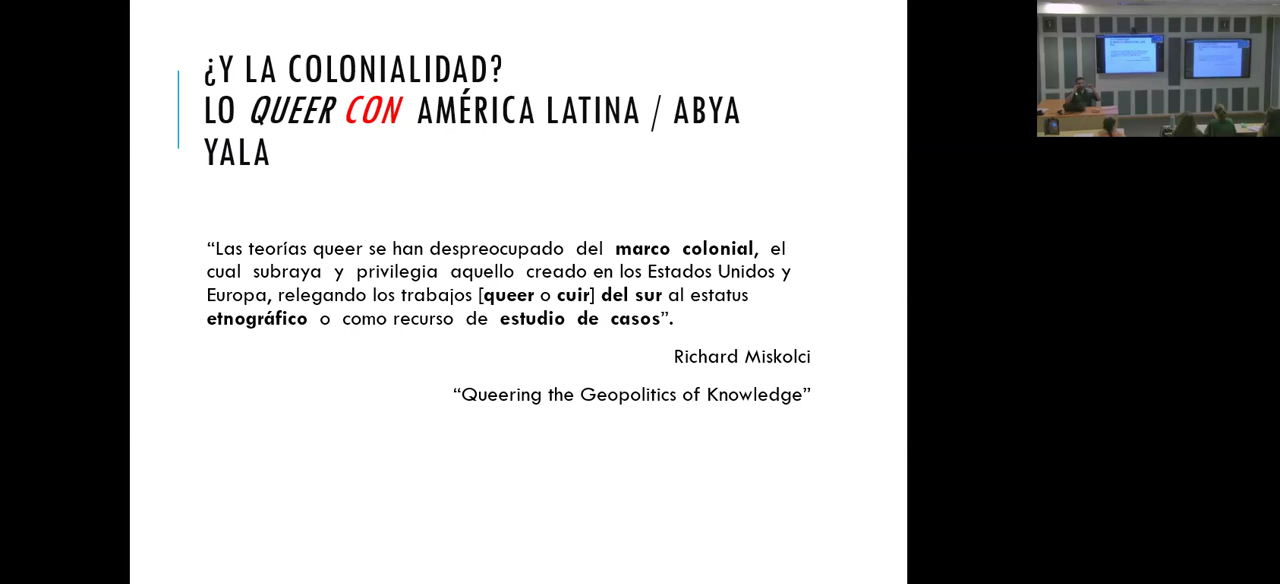 ¿Y LA COLONIALIDAD?
LO QUEER CON AMÉRICA LATINA / ABYA
YALA
“Las teorías queer se han despreocupado del marco colonial, el
cual subraya y privilegia aquello creado en los Estados Unidos y
Europa, relegando los trabajos [queer o cuir] del sur al estatus
etnográfico o como recurso de estudio de casos”.
Richard Miskolci
“Queering the Geopolitics of Knowledge”